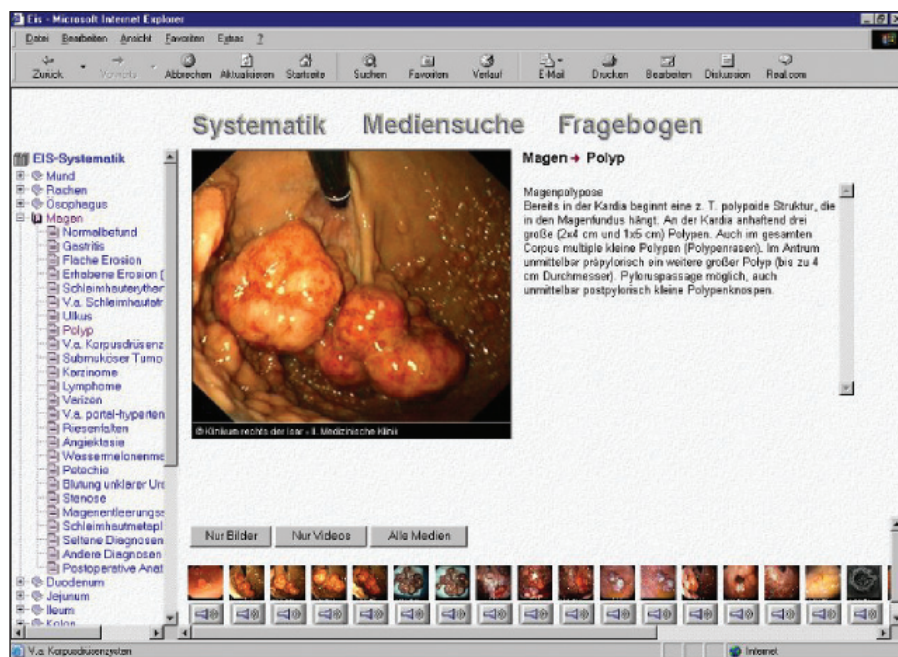 Eis - Microsoft Internet Explorer
Datei Bearbeiten Ansicht Favoriten Extras ?
Zurück Vorwärts Abbrechen Aktualisieren Startseite Suchen Favoriten Verlauf E-Mail Drucken Bearbeiten Diskussion Real.com
Systematik Mediensuche Fragebogen
EIS-Systematik
Mund
Rachen
Ösophagus
Magen
Normalbefund
Gastritis
Flache Erosion
Erhabene Erosion (
Schleimhauterythen
V.a. Schleimhautatr
Ulkus
Polyp
V.a. Korpusdrüsenz
Submuköser Tumo
Karzinome
Lymphome
Varizen
V.a. portal-hyperten
Riesenfalten
Angiektasie
Wassermelonenma
Petechie
Blutung unklarer Urs
Stenose
Magenentleerungss
Schleimhautmetapl
Seltene Diagnosen
Andere Diagnosen
Postoperative Anat
Duodenum
Jejunum
Ileum
Kolon
© Klinikum rechts der Isar - II. Medizinische Klinik
Magen → Polyp
Magenpolypose
Bereits in der Kardia beginnt eine z. T. polypoide Struktur, die
in den Magenfundus hängt. An der Kardia anhaftend drei
große (2x4 cm und 1x5 cm) Polypen. Auch im gesamten
Corpus multiple kleine Polypen (Polypenrasen). Im Antrum
unmittelbar präpylorisch ein weitere großer Polyp (bis zu 4
cm Durchmesser). Pyloruspassage möglich, auch
unmittelbar postpylorisch kleine Polypenknospen.
Nur Bilder Nur Videos Alle Medien
V.a. Korpusdrüsenzysten Internet